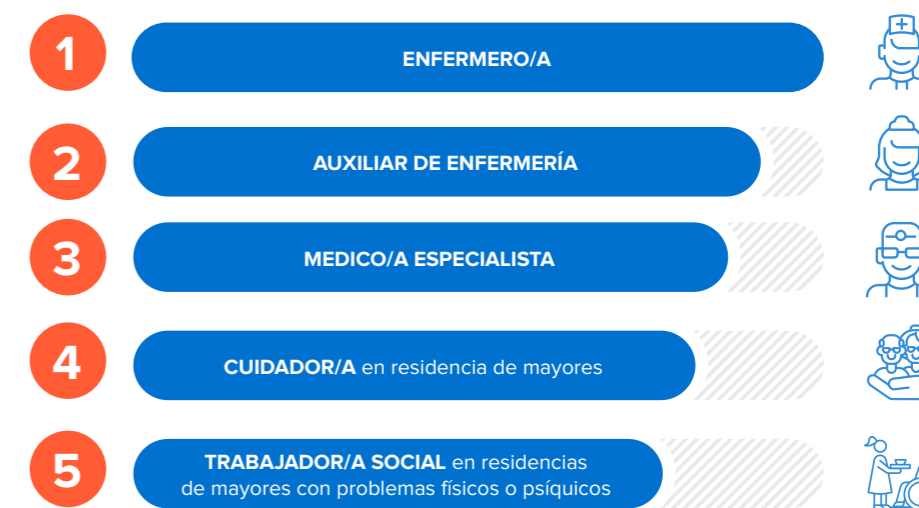 1
ENFERMERO/A
2
AUXILIAR DE ENFERMERÍA
3
MEDICO/A ESPECIALISTA
4
CUIDADOR/A en residencia de mayores
5
TRABAJADOR/A SOCIAL en residencias
de mayores con problemas físicos o psíquicos